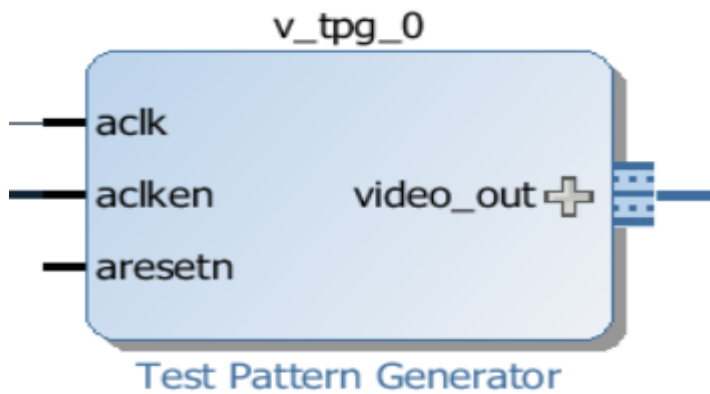 v_tpg_0
aclk
aclken
video_out
aresetn
Test Pattern Generator